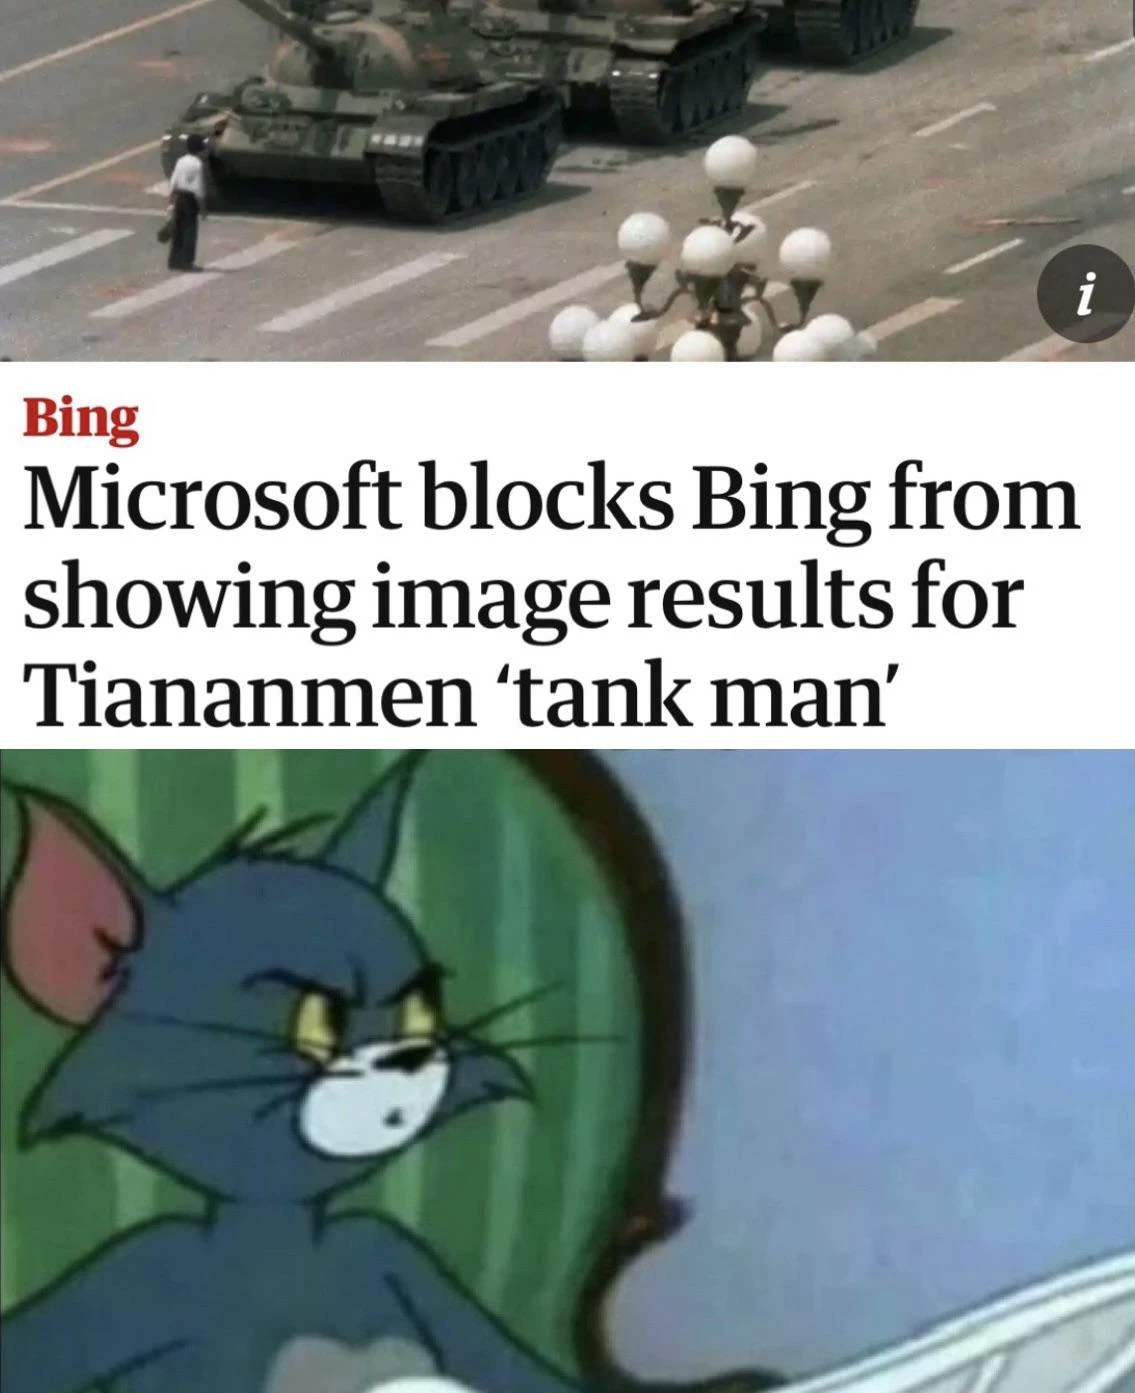 i
Bing
Microsoft blocks Bing from
showing image results for
Tiananmen ‘tank man’